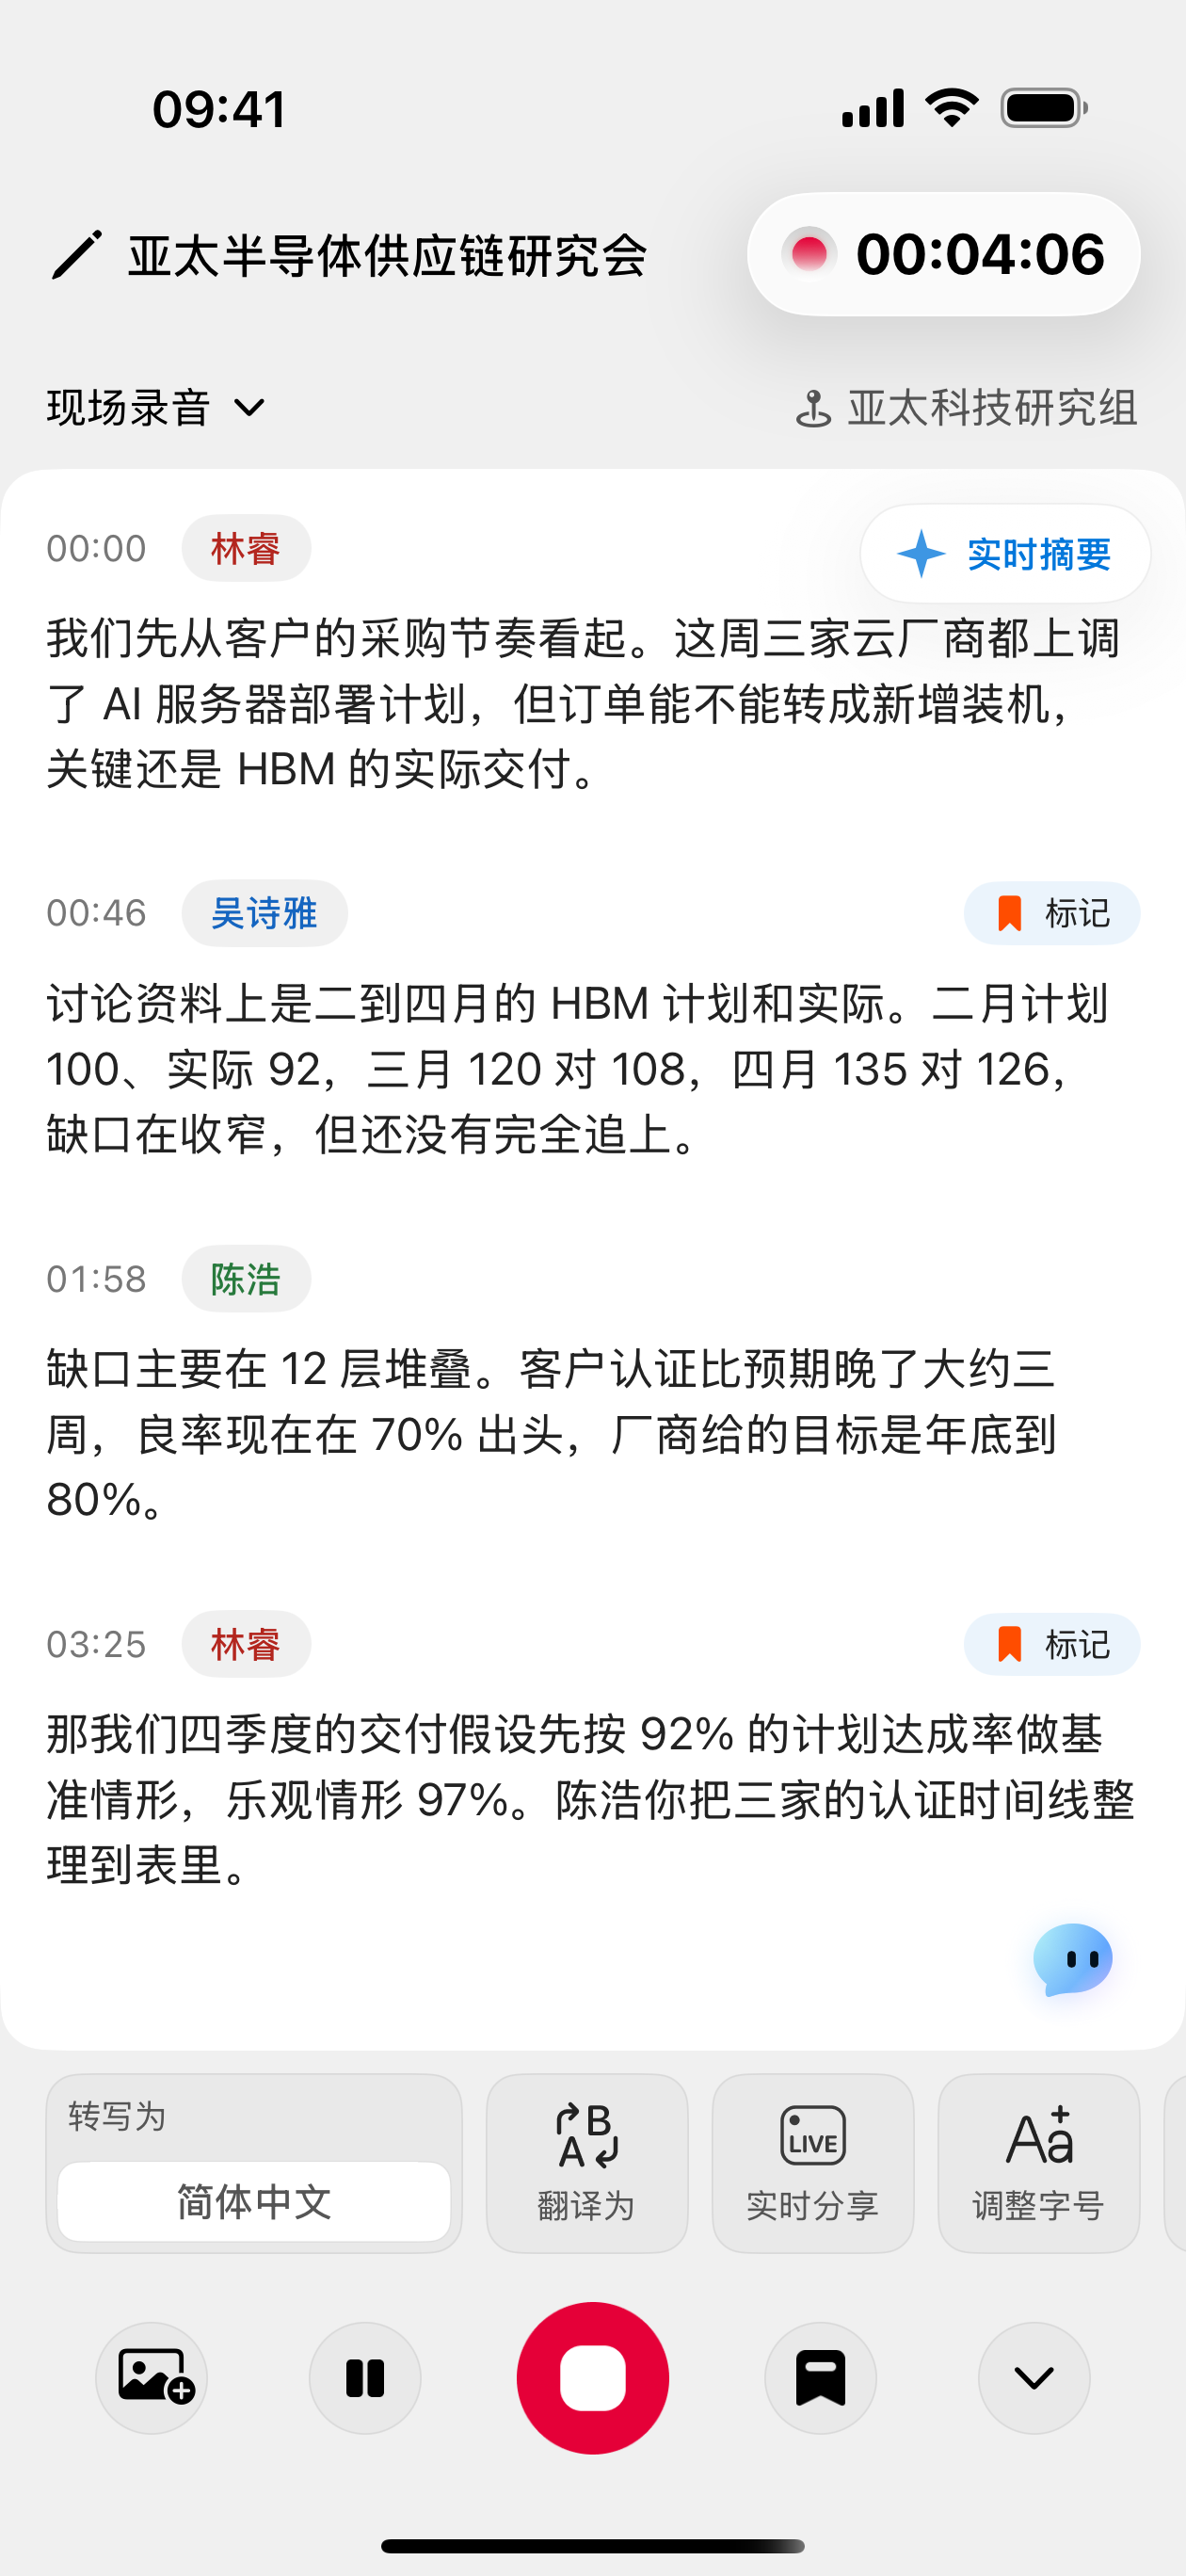 09:41
亚太半导体供应链研究会
00:04:06
现场录音
亚太科技研究组
00:00 林睿
实时摘要
我们先从客户的采购节奏看起。这周三家云厂商都上调
了 AI 服务器部署计划，但订单能不能转成新增装机，
关键还是 HBM 的实际交付。
00:46 吴诗雅 标记
讨论资料上是二到四月的 HBM 计划和实际。二月计划
100、实际 92，三月 120 对 108，四月 135 对 126，
缺口在收窄，但还没有完全追上。
01:58 陈浩
缺口主要在 12 层堆叠。客户认证比预期晚了大约三
周，良率现在在 70% 出头，厂商给的目标是年底到
80%。
03:25 林睿 标记
那我们四季度的交付假设先按 92% 的计划达成率做基
准情形，乐观情形 97%。陈浩你把三家的认证时间线整
理到表里。
转写为
简体中文
翻译为
LIVE
实时分享
调整字号